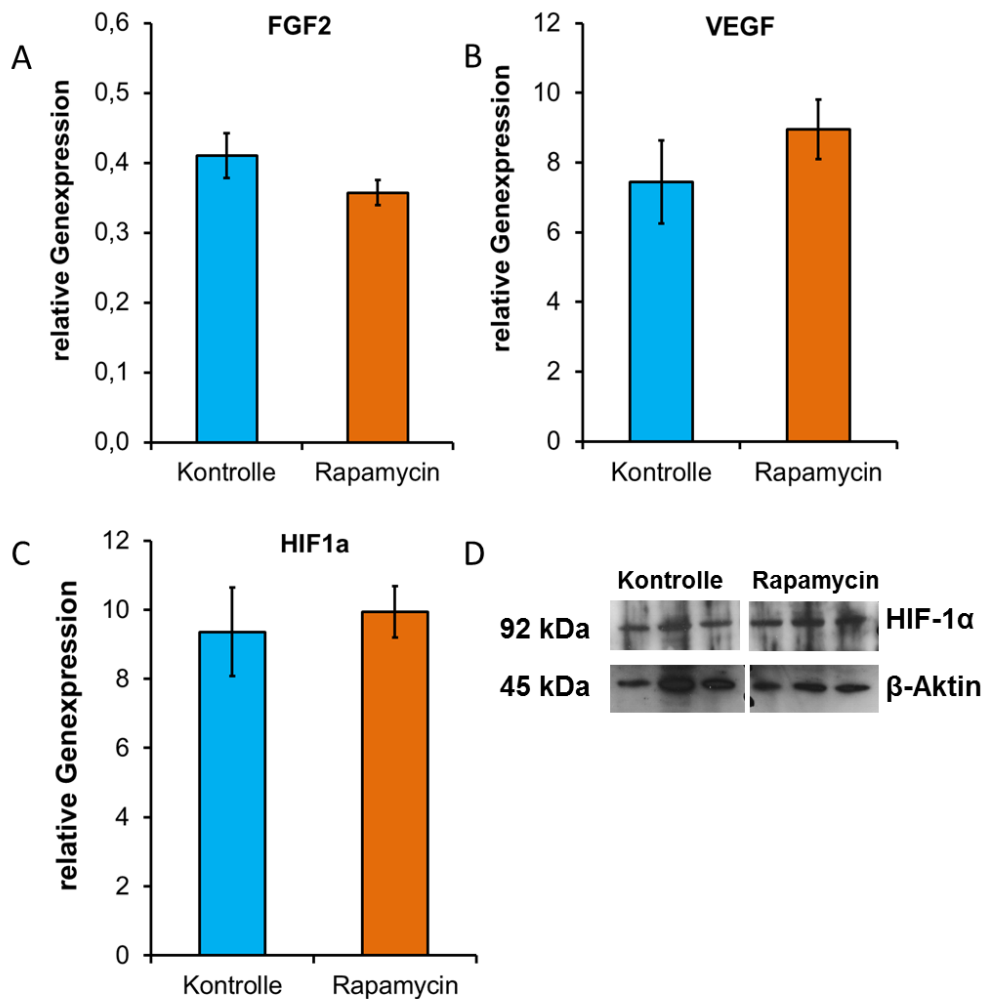 A
FGF2
relative Genexpression
0,6
0,5
0,4
0,3
0,2
0,1
0,0
Kontrolle Rapamycin
B
VEGF
relative Genexpression
12
10
8
6
4
2
0
Kontrolle Rapamycin
C
HIF1a
relative Genexpression
12
10
8
6
4
2
0
Kontrolle Rapamycin
D
Kontrolle Rapamycin
92 kDa HIF-1α
45 kDa β-Aktin